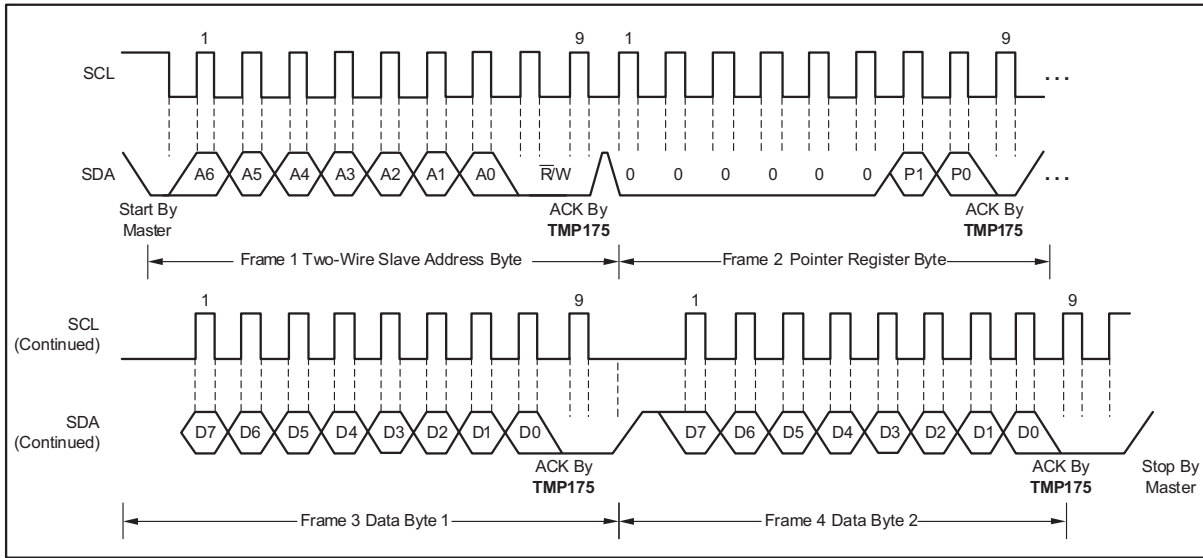 1 9 1 9
SCL ...
SDA A6 A5 A4 A3 A2 A1 A0 R̅/W 0 0 0 0 0 0 P1 P0 ...
Start By
Master
ACK By
TMP175
ACK By
TMP175
Frame 1 Two-Wire Slave Address Byte
Frame 2 Pointer Register Byte
1 9 1 9
SCL
(Continued)
SDA
(Continued)
D7 D6 D5 D4 D3 D2 D1 D0 D7 D6 D5 D4 D3 D2 D1 D0
ACK By
TMP175
ACK By
TMP175
Stop By
Master
Frame 3 Data Byte 1
Frame 4 Data Byte 2